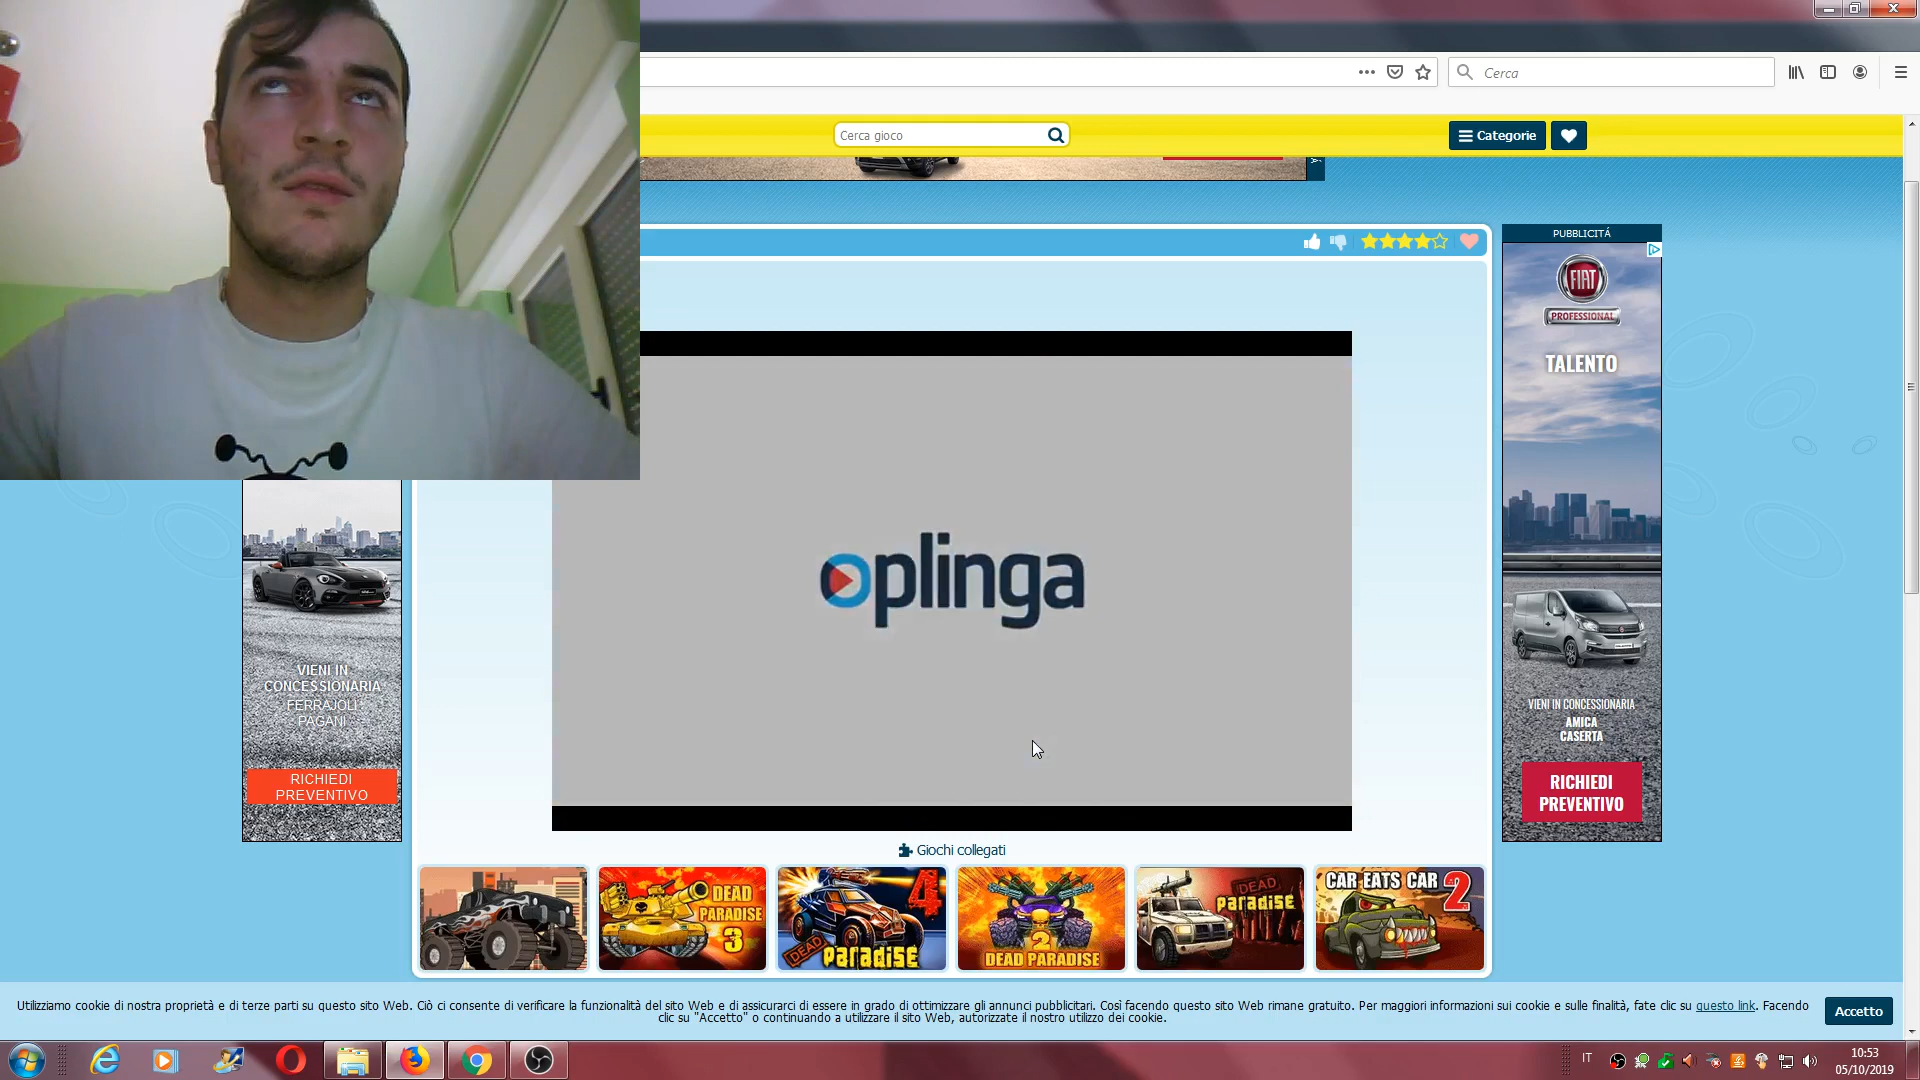 Cerca
Cerca gioco
Categorie
PUBBLICITÁ
FIAT
PROFESSIONAL
TALENTO
oplinga
VIENI IN
CONCESSIONARIA
FERRAJOLI
PAGANI
RICHIEDI
PREVENTIVO
VIENI IN CONCESSIONARIA
AMICA
CASERTA
RICHIEDI
PREVENTIVO
Giochi collegati
DEAD
PARADISE
3
4
DEAD
PARADISE
2
DEAD PARADISE
DEAD
PARADISE
CAR EATS CAR 2
Utilizziamo cookie di nostra proprietà e di terze parti su questo sito Web. Ciò ci consente di verificare la funzionalità del sito Web e di assicurarci di essere in grado di ottimizzare gli annunci pubblicitari. Così facendo questo sito Web rimane gratuito. Per maggiori informazioni sui cookie e sulle finalità, fate clic su questo link. Facendo
clic su "Accetto" o continuando a utilizzare il sito Web, autorizzate il nostro utilizzo dei cookie.
Accetto
IT
10:53
05/10/2019